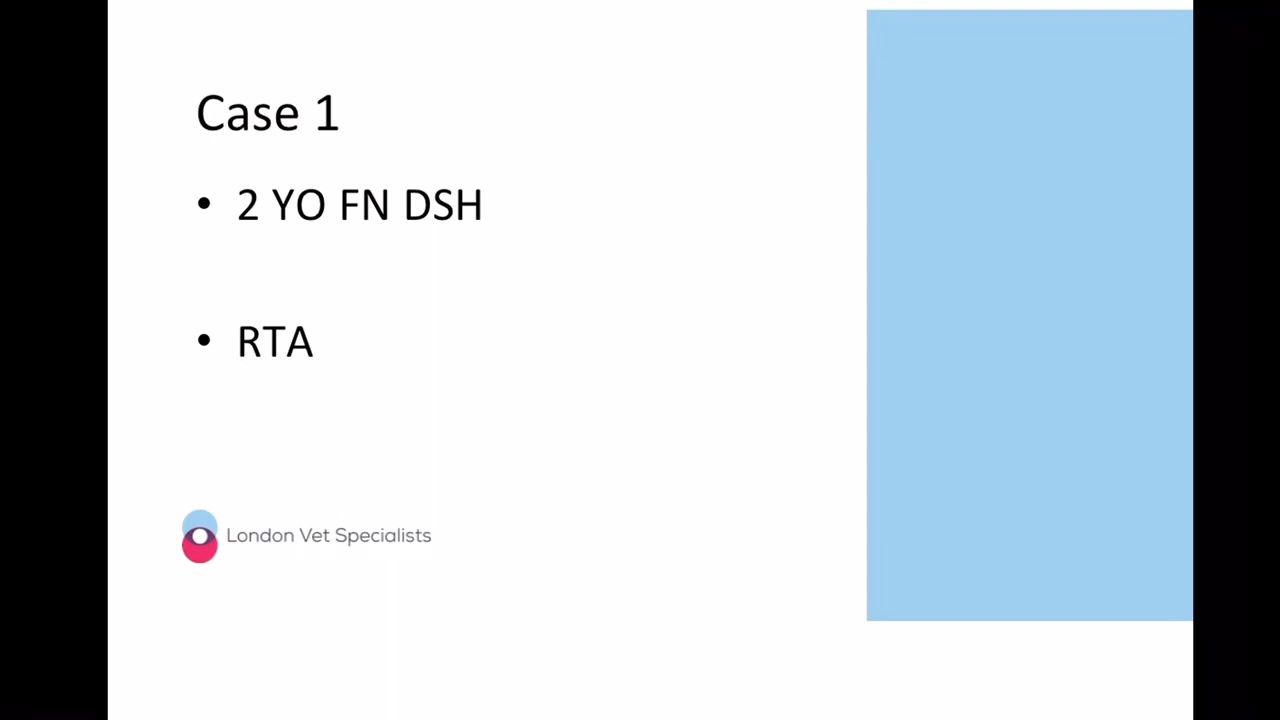 Case 1
• 2 YO FN DSH
• RTA
London Vet Specialists